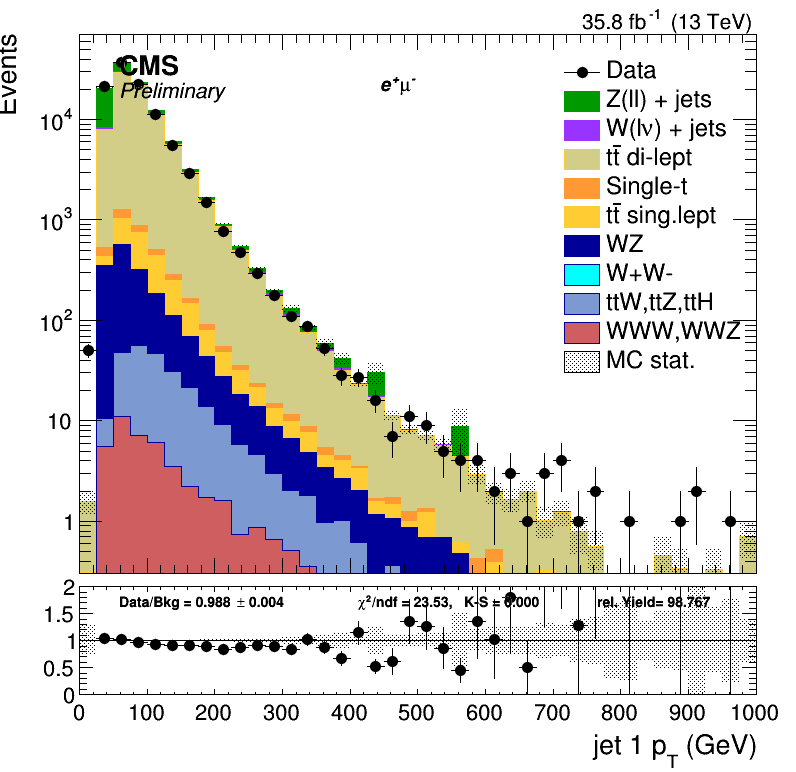 35.8 fb⁻¹ (13 TeV)
Events
CMS
Preliminary
e⁺μ⁻
Data
Z(ll) + jets
W(lν) + jets
tt̄ di-lept
Single-t
tt̄ sing.lept
WZ
W+W-
ttW,ttZ,ttH
WWW,WWZ
MC stat.
10⁴
10³
10²
10
1
2
1.5
1
0.5
0
Data/Bkg = 0.988 ± 0.004
χ²/ndf = 23.53, K-S = 0.000
rel. Yield= 98.767
0 100 200 300 400 500 600 700 800 900 1000
jet 1 p_T (GeV)